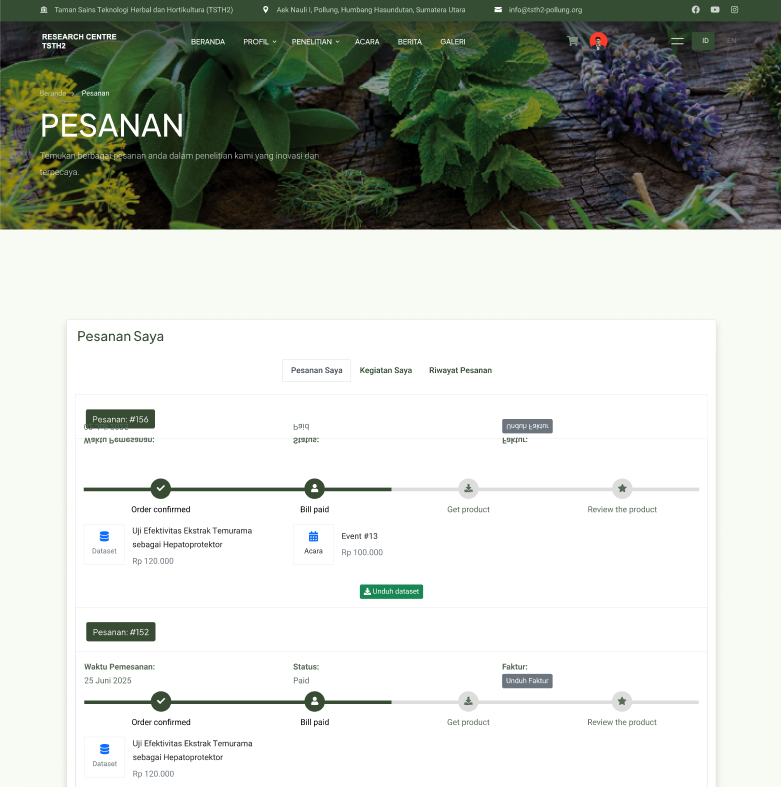 Taman Sains Teknologi Herbal dan Hortikultura (TSTH2) Aek Nauli I, Pollung, Humbang Hasundutan, Sumatera Utara info@tsth2-pollung.org
RESEARCH CENTRE
TSTH2
BERANDA PROFIL PENELITIAN ACARA BERITA GALERI ID EN
Beranda Pesanan
PESANAN
Temukan berbagai pesanan anda dalam penelitian kami yang inovasi dan
terpecaya.
Pesanan Saya
Pesanan Saya Kegiatan Saya Riwayat Pesanan
Pesanan: #156
Paid Unduh Faktur
Waktu Pemesanan: Status: Faktur:
Order confirmed Bill paid Get product Review the product
Uji Efektivitas Ekstrak Temurama
sebagai Hepatoprotektor
Dataset
Rp 120.000
Event #13
Acara
Rp 100.000
Unduh dataset
Pesanan: #152
Waktu Pemesanan: Status: Faktur:
25 Juni 2025 Paid Unduh Faktur
Order confirmed Bill paid Get product Review the product
Uji Efektivitas Ekstrak Temurama
sebagai Hepatoprotektor
Dataset
Rp 120.000